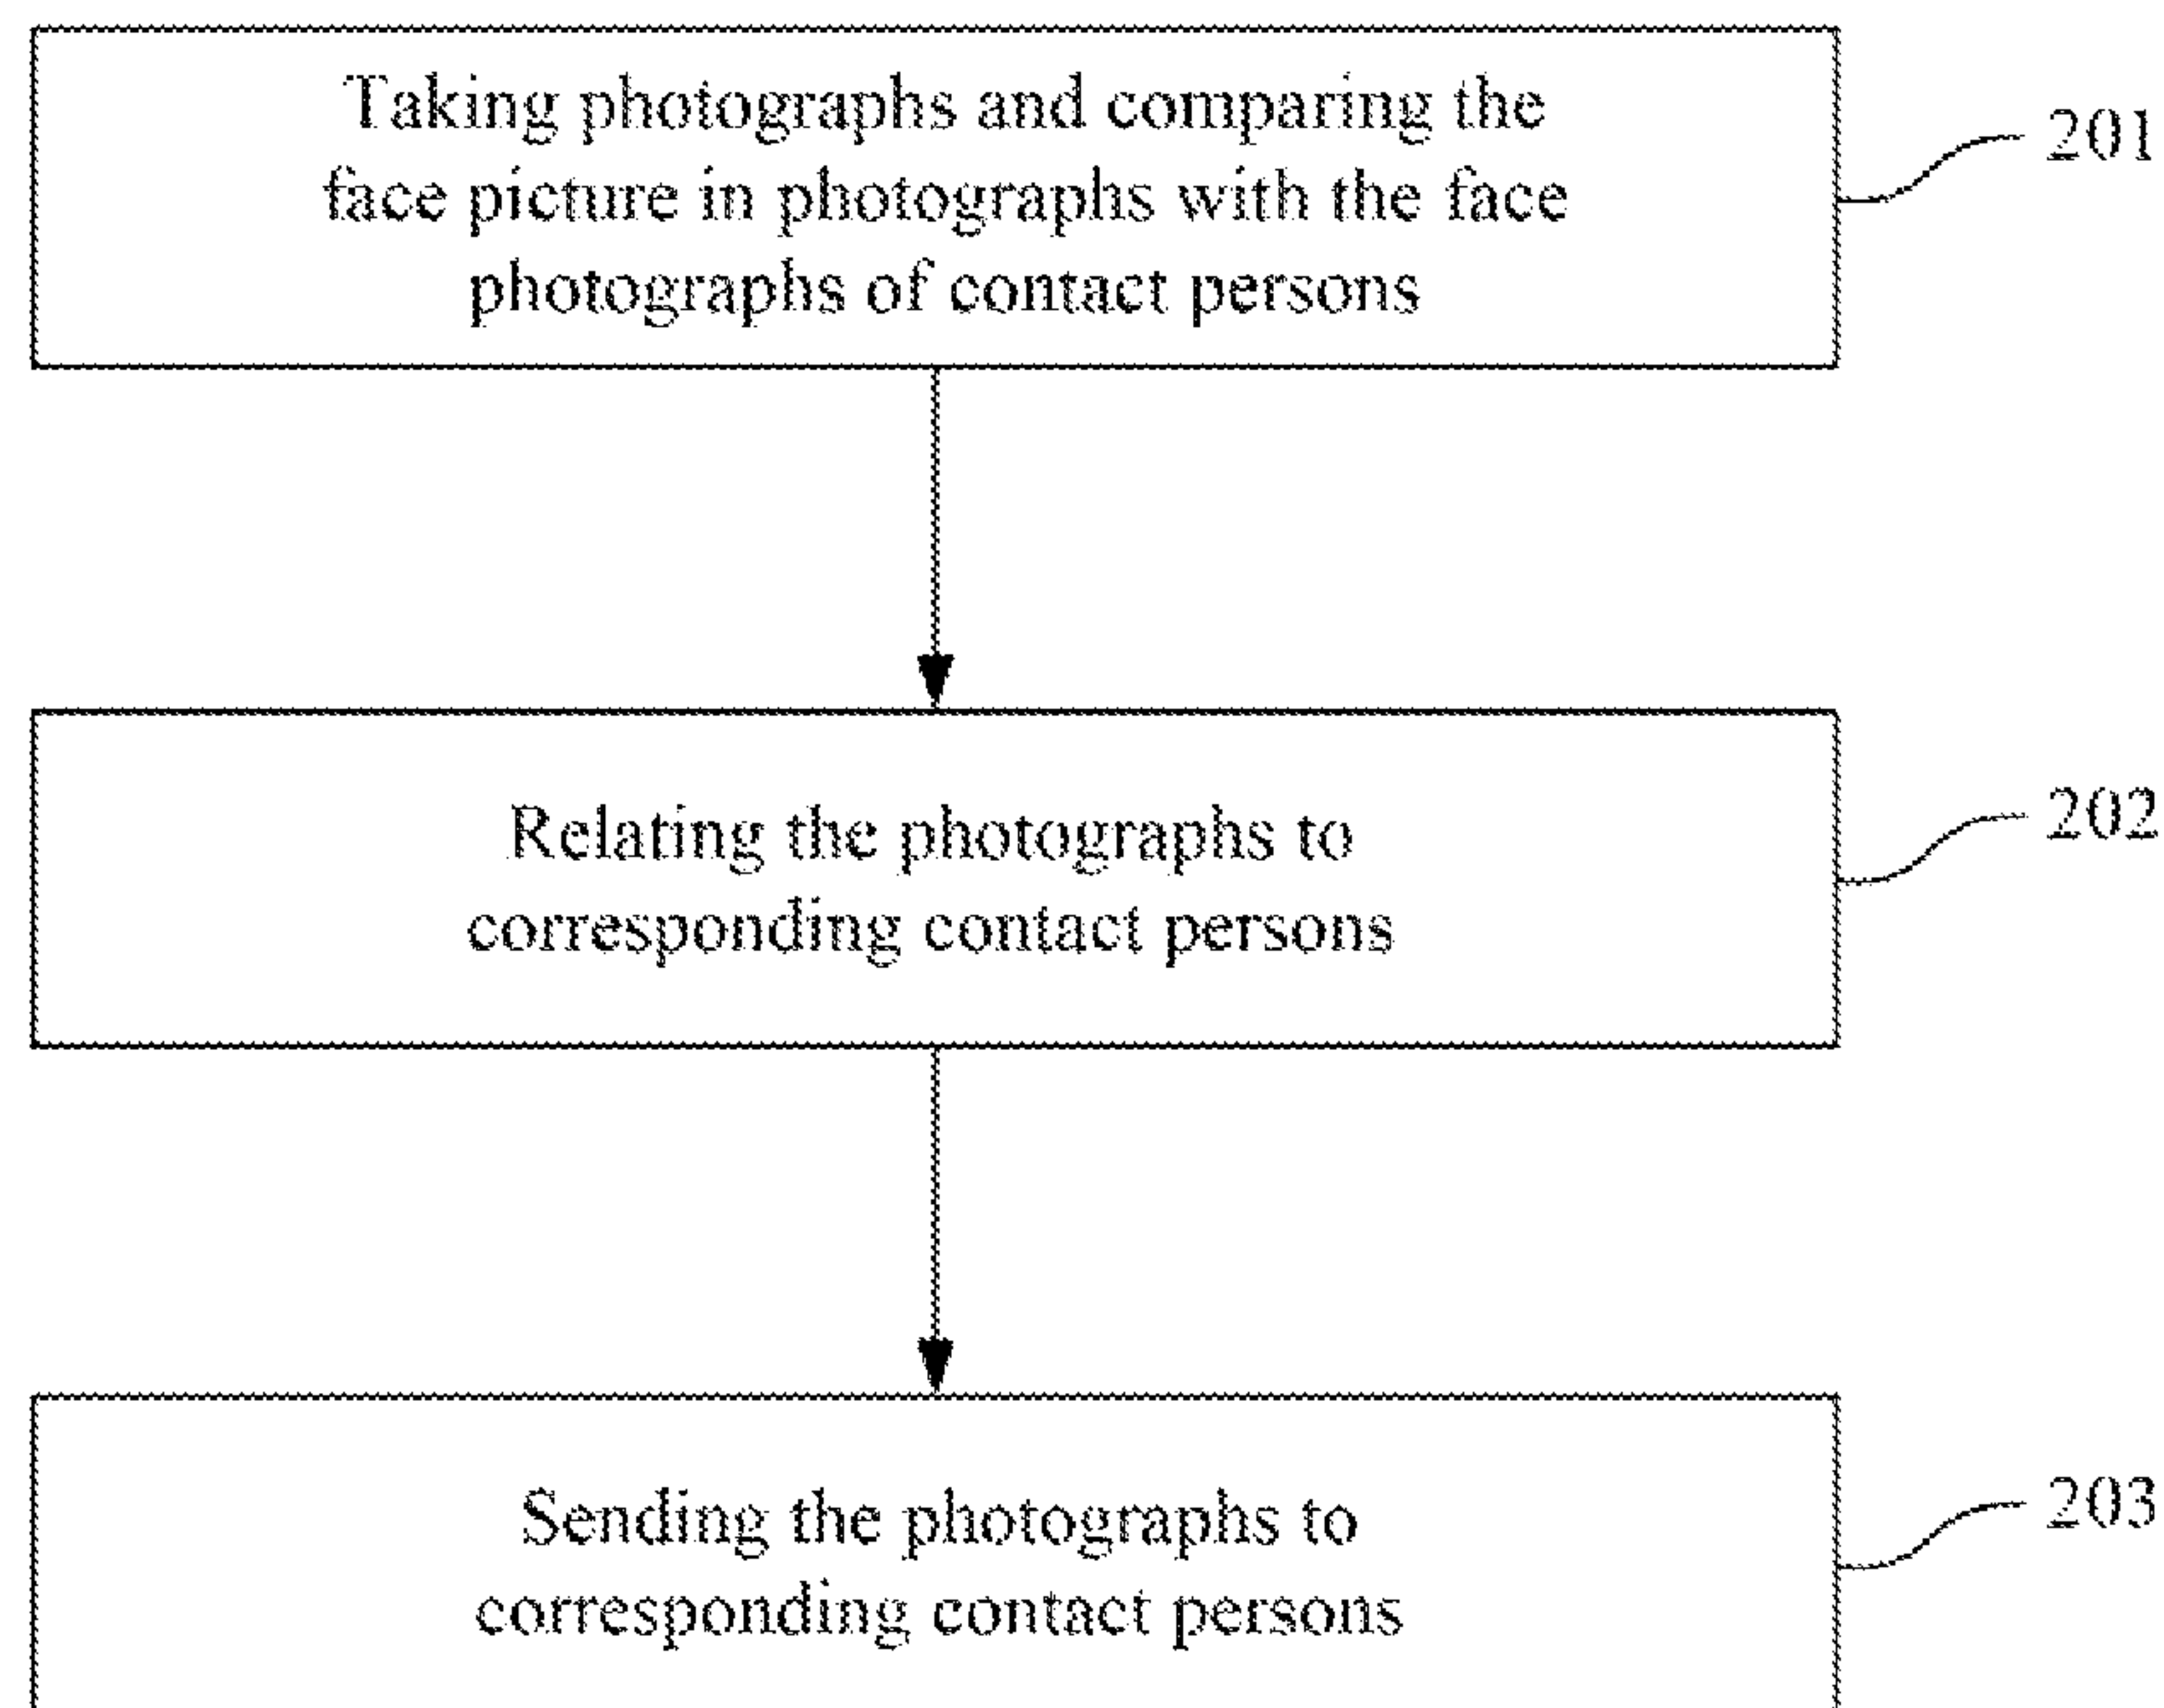 Taking photographs and comparing the
face picture in photographs with the face
photographs of contact persons
201
Relating the photographs to
corresponding contact persons
202
Sending the photographs to
corresponding contact persons
203